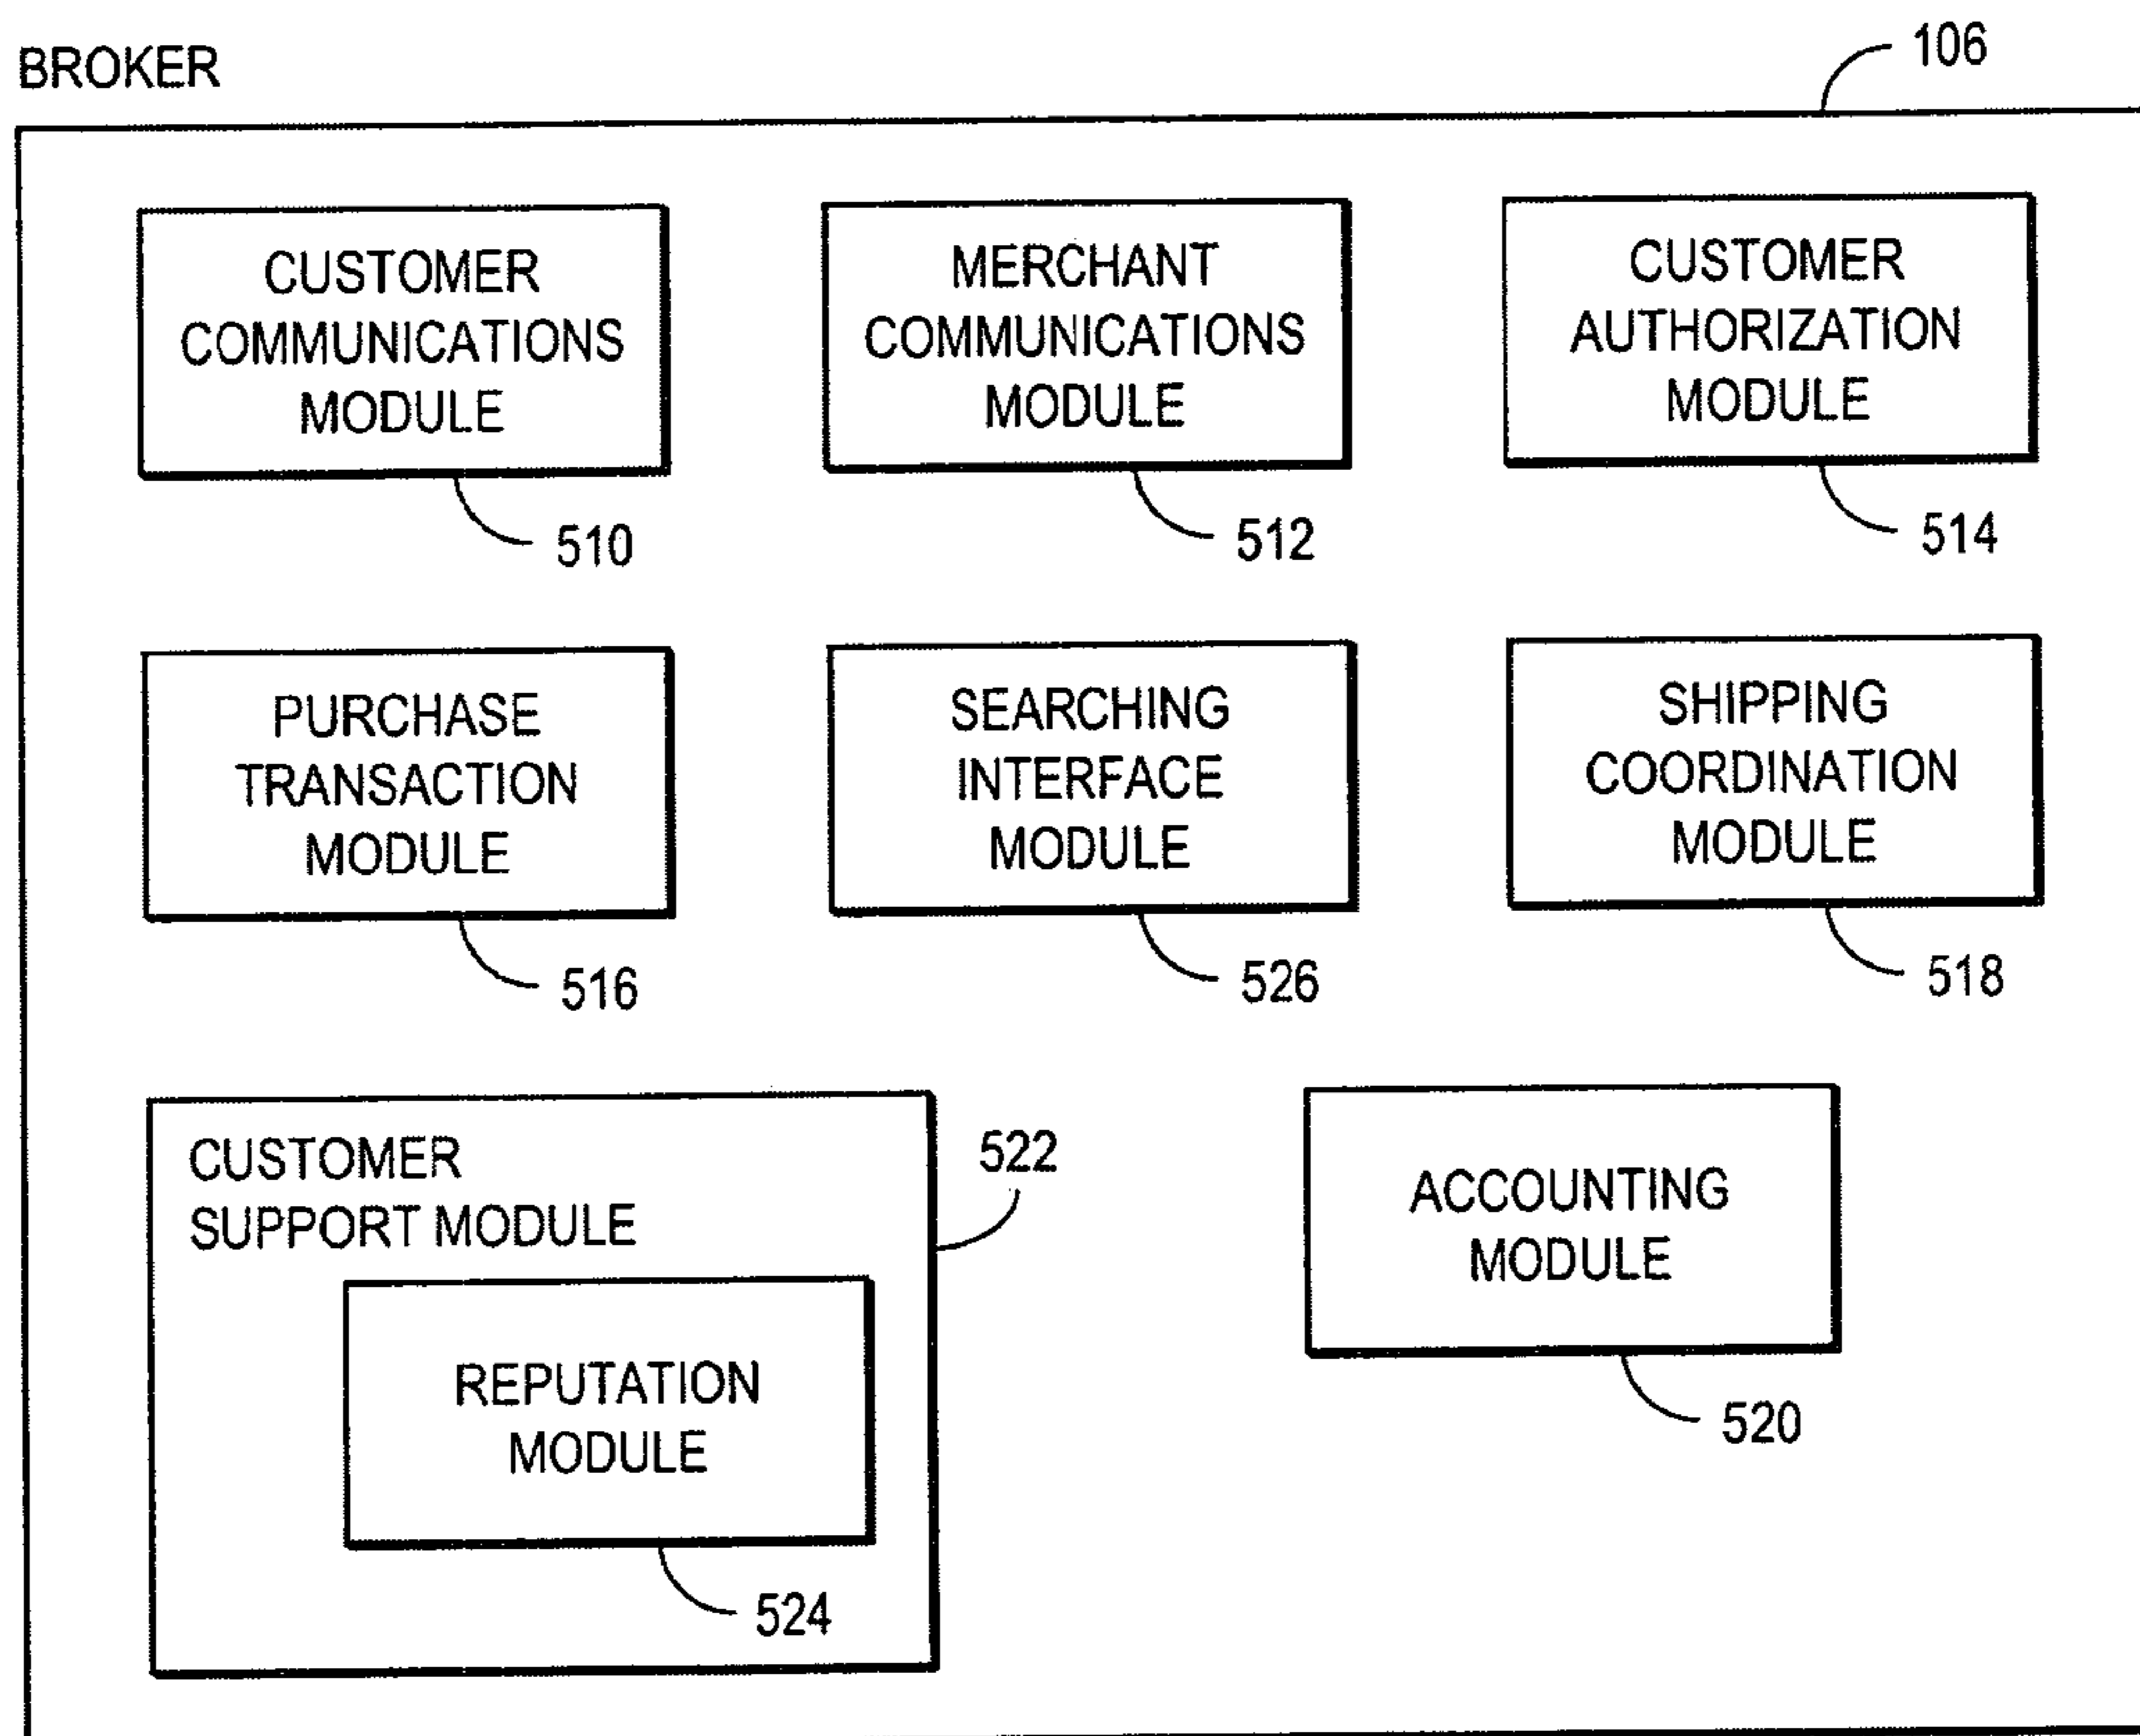 BROKER
106
CUSTOMER
COMMUNICATIONS
MODULE
510
MERCHANT
COMMUNICATIONS
MODULE
512
CUSTOMER
AUTHORIZATION
MODULE
514
PURCHASE
TRANSACTION
MODULE
516
SEARCHING
INTERFACE
MODULE
526
SHIPPING
COORDINATION
MODULE
518
CUSTOMER
SUPPORT MODULE
522
REPUTATION
MODULE
524
ACCOUNTING
MODULE
520